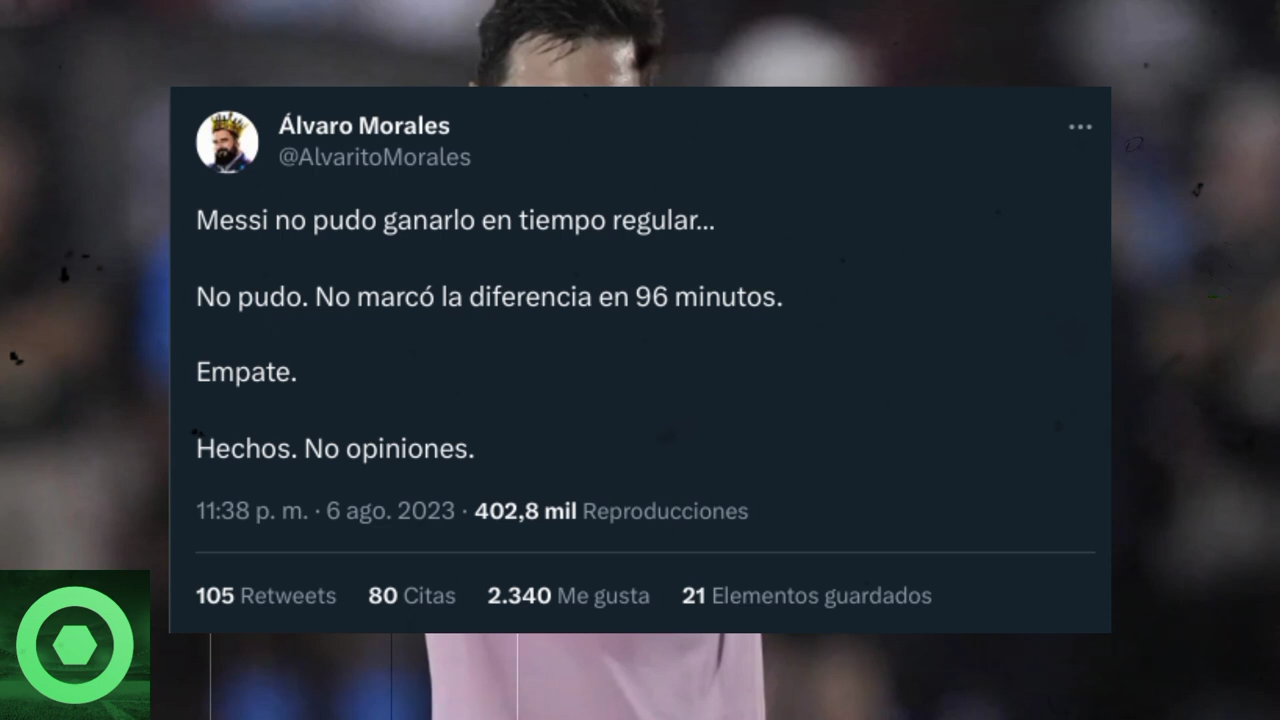 Álvaro Morales
@AlvaritoMorales
Messi no pudo ganarlo en tiempo regular...
No pudo. No marcó la diferencia en 96 minutos.
Empate.
Hechos. No opiniones.
11:38 p. m. · 6 ago. 2023 · 402,8 mil Reproducciones
105 Retweets 80 Citas 2.340 Me gusta 21 Elementos guardados